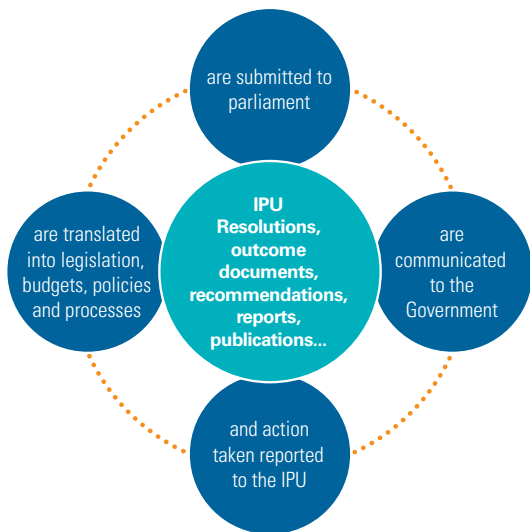 are submitted to
parliament
IPU
Resolutions,
outcome
documents,
recommendations,
reports,
publications...
are translated
into legislation,
budgets, policies
and processes
are
communicated
to the
Government
and action
taken reported
to the IPU